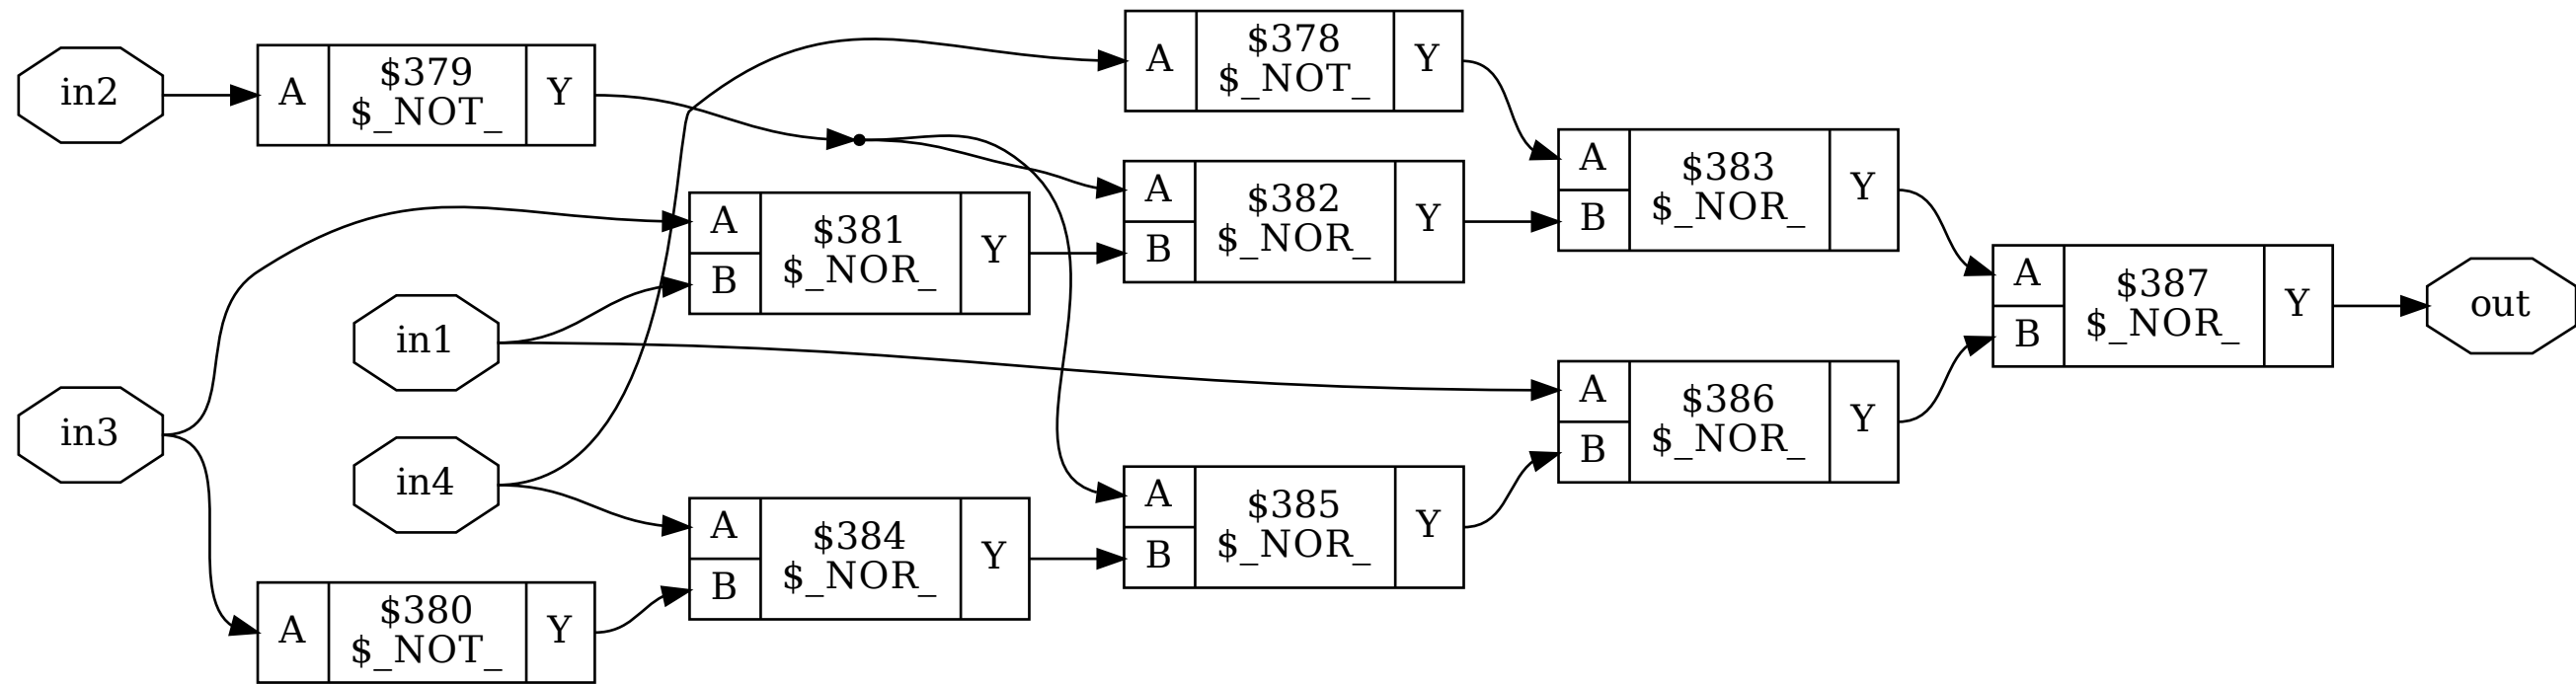 in2
A
$379
$_NOT_
Y
A
$378
$_NOT_
Y
A
B
$381
$_NOR_
Y
A
B
$382
$_NOR_
Y
A
B
$383
$_NOR_
Y
in1
in3
in4
A
B
$387
$_NOR_
Y
out
A
B
$386
$_NOR_
Y
A
B
$384
$_NOR_
Y
A
B
$385
$_NOR_
Y
A
$380
$_NOT_
Y